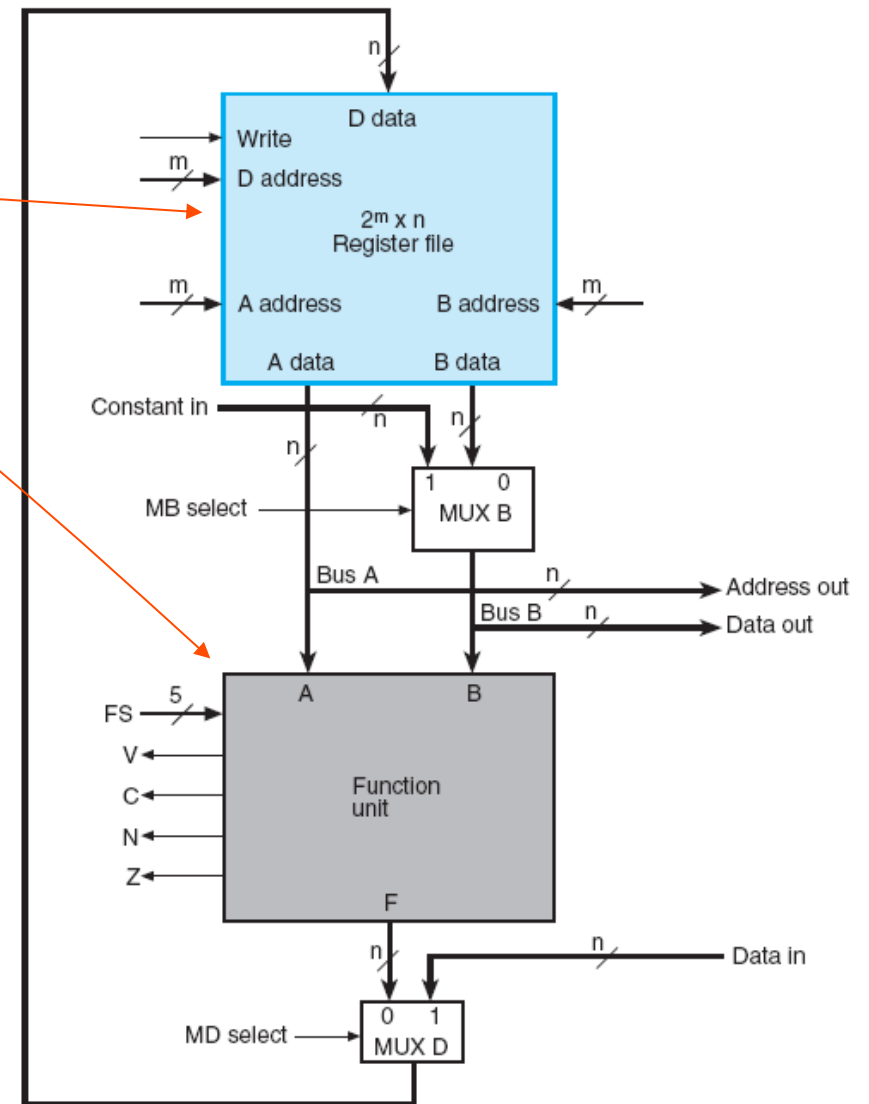 n
D data
Write
m
D address
2m x n
Register file
m
m
A address
B address
A data
B data
Constant in
n
n
n
1 0
MB select
MUX B
Bus A
n
Address out
Bus B
n
Data out
A
B
5
FS
V
Function
unit
C
N
Z
F
n
n
Data in
0 1
MD select
MUX D